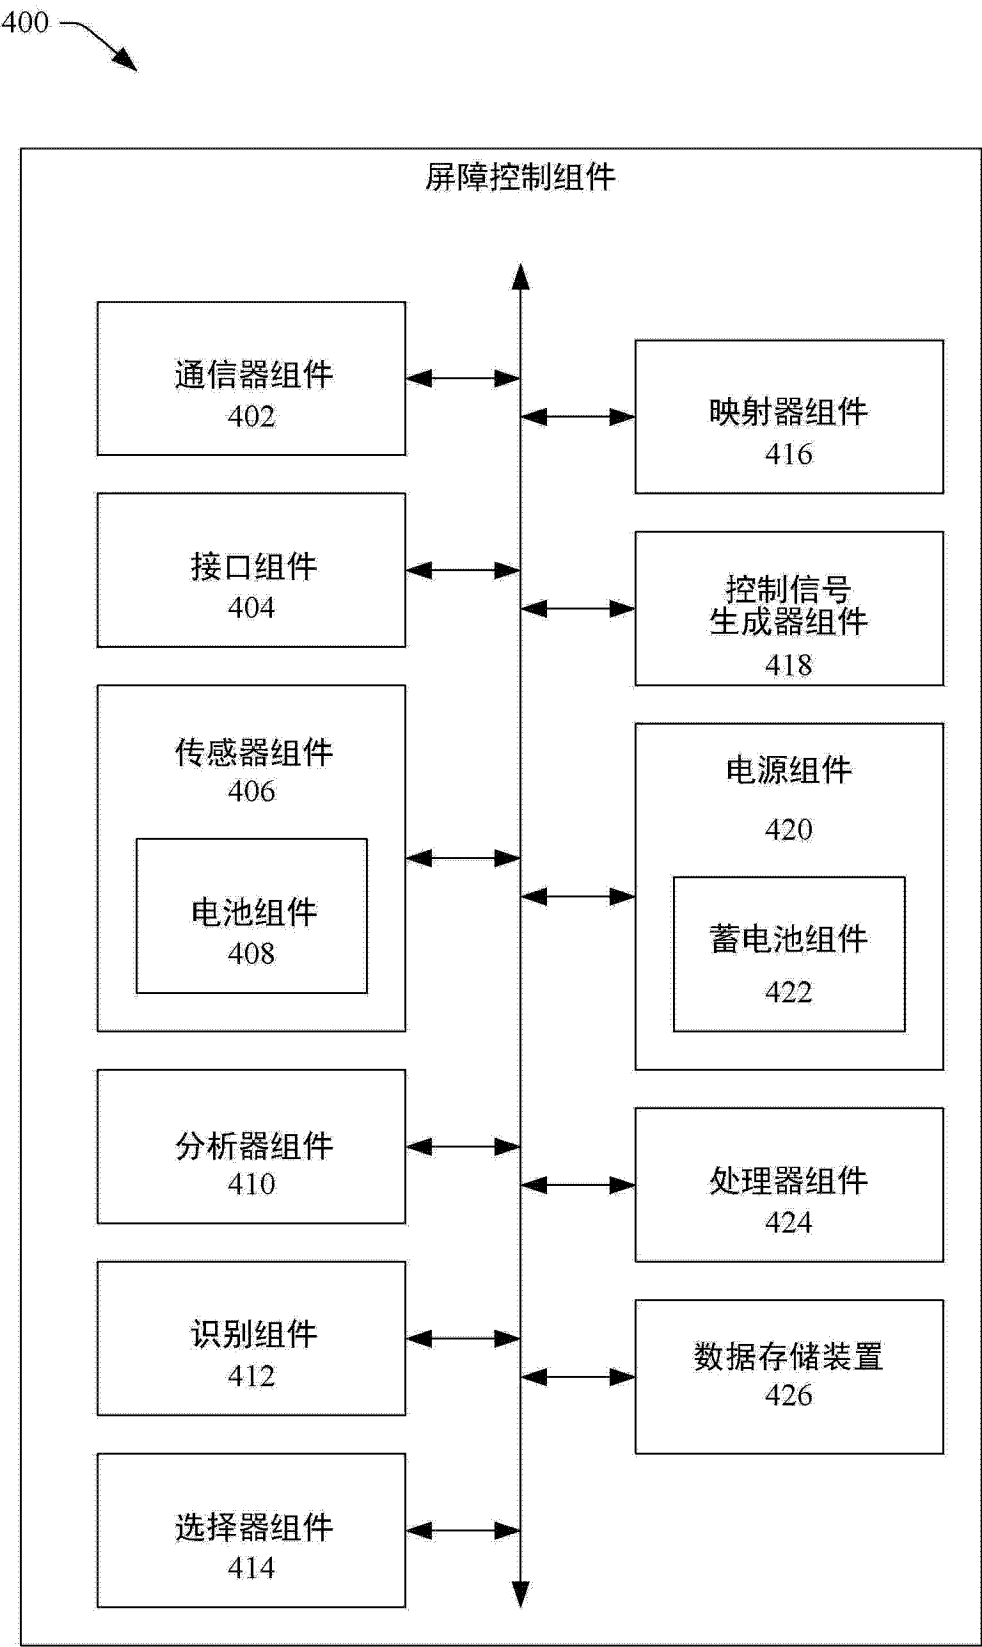 400
屏障控制组件
通信器组件
402
接口组件
404
传感器组件
406
电池组件
408
分析器组件
410
识别组件
412
选择器组件
414
映射器组件
416
控制信号
生成器组件
418
电源组件
420
蓄电池组件
422
处理器组件
424
数据存储装置
426